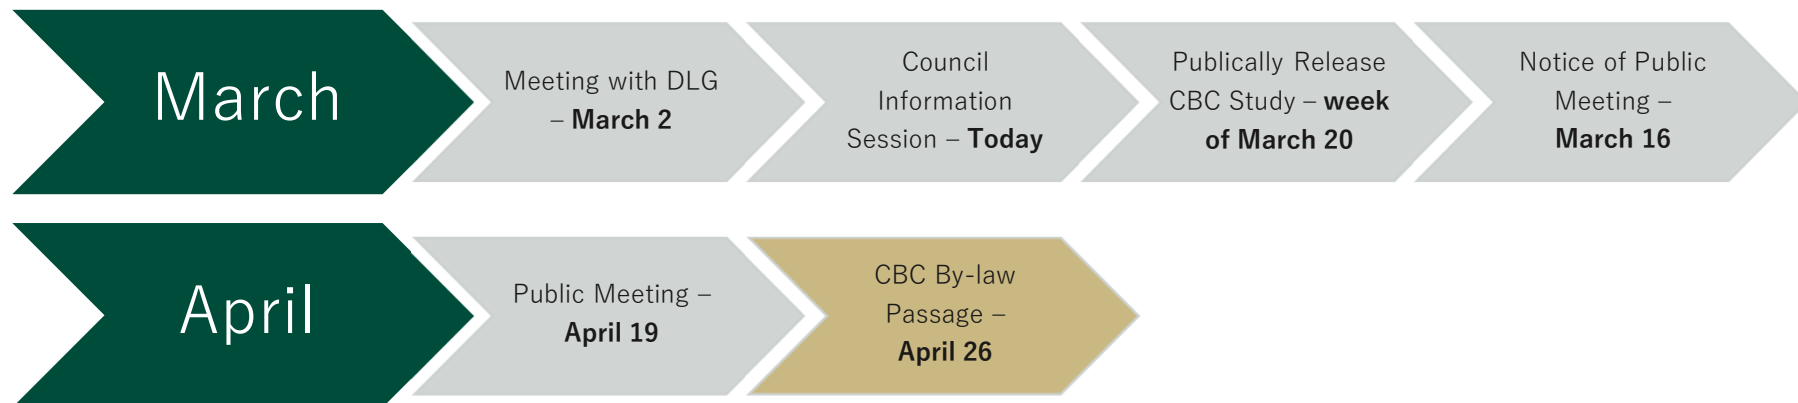 March
Meeting with DLG
– March 2
Council
Information
Session – Today
Publically Release
CBC Study – week
of March 20
Notice of Public
Meeting –
March 16
April
Public Meeting –
April 19
CBC By-law
Passage –
April 26